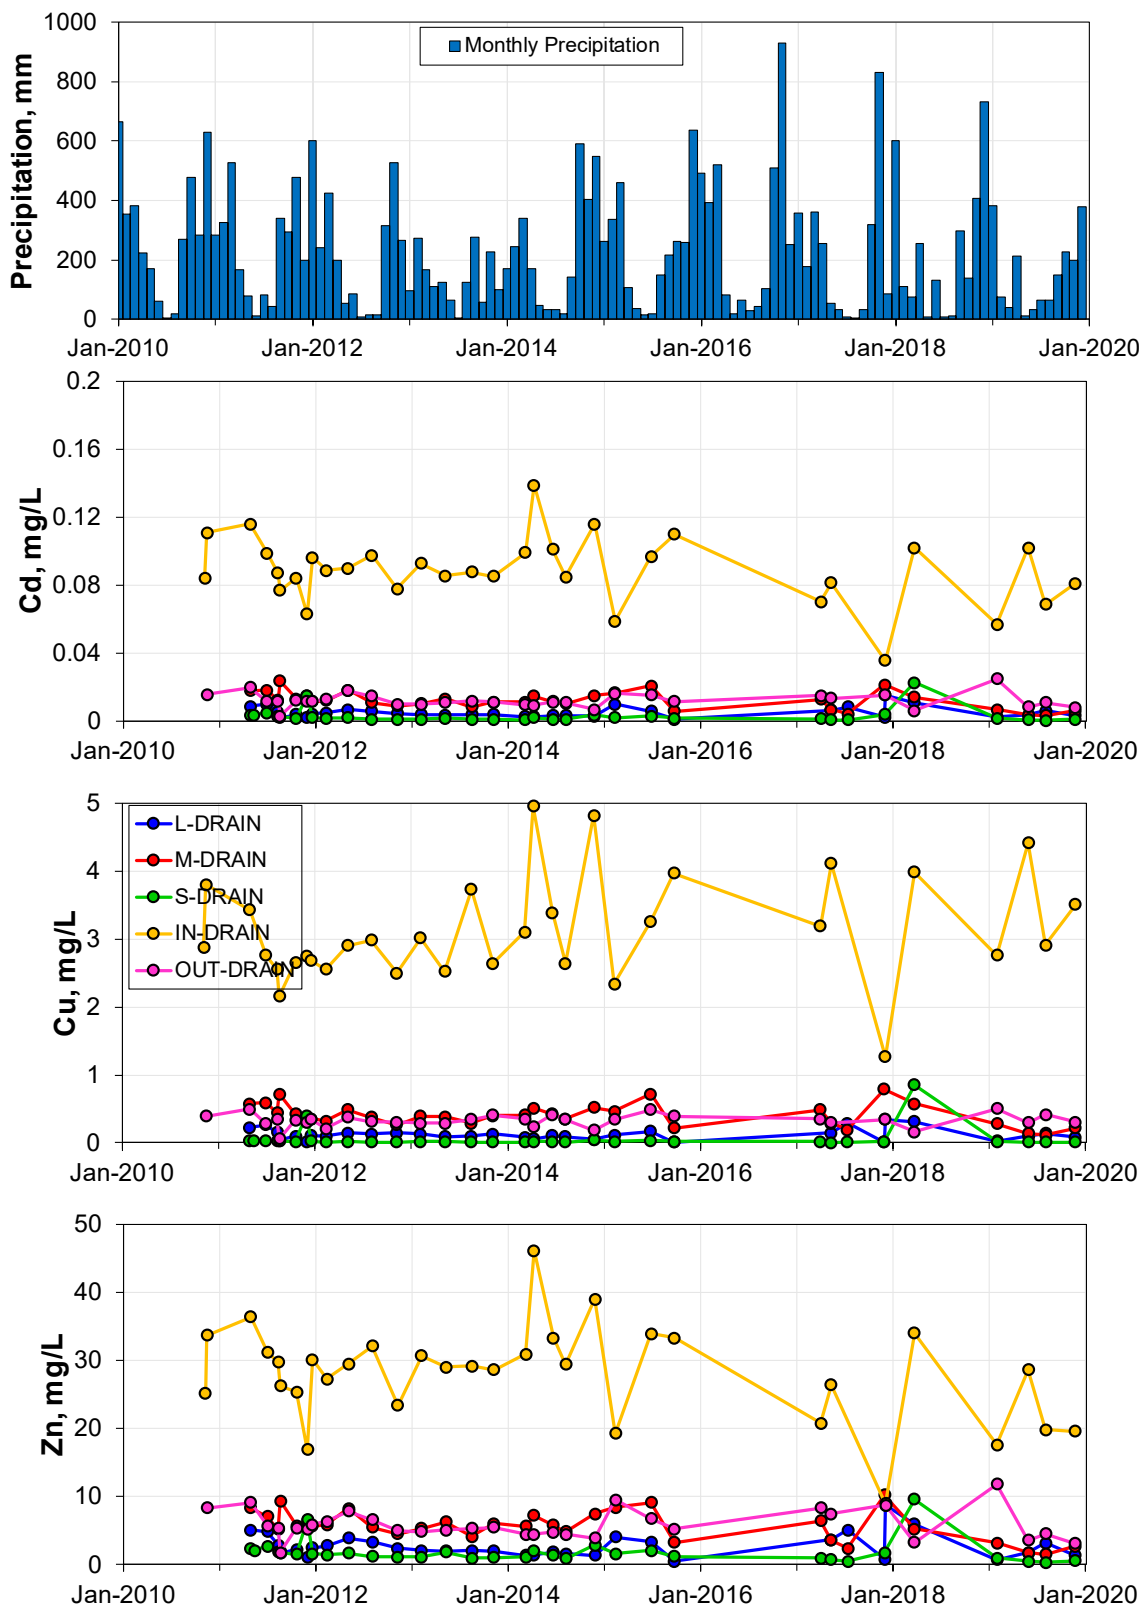 1000
800
600
400
200
0
Precipitation, mm
Monthly Precipitation
Jan-2010 Jan-2012 Jan-2014 Jan-2016 Jan-2018 Jan-2020
0.2
0.16
0.12
0.08
0.04
0
Cd, mg/L
Jan-2010 Jan-2012 Jan-2014 Jan-2016 Jan-2018 Jan-2020
5
4
3
2
1
0
Cu, mg/L
L-DRAIN
M-DRAIN
S-DRAIN
IN-DRAIN
OUT-DRAIN
Jan-2010 Jan-2012 Jan-2014 Jan-2016 Jan-2018 Jan-2020
50
40
30
20
10
0
Zn, mg/L
Jan-2010 Jan-2012 Jan-2014 Jan-2016 Jan-2018 Jan-2020